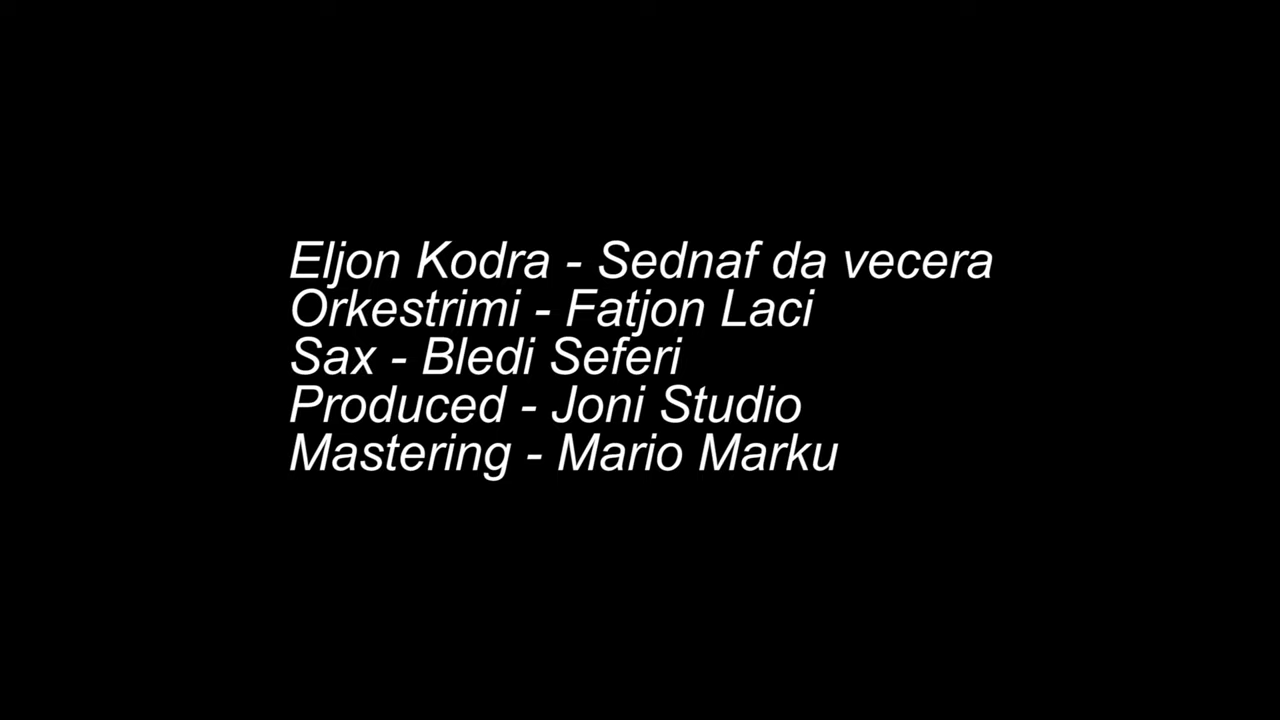 Eljon Kodra - Sednaf da vecera
Orkestrimi - Fatjon Laci
Sax - Bledi Seferi
Produced - Joni Studio
Mastering - Mario Marku